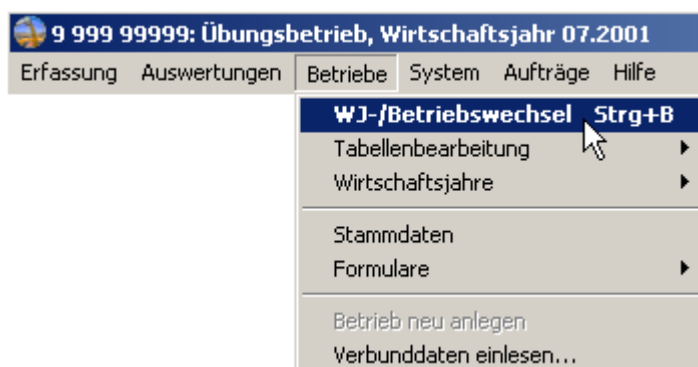 9 999 99999: Übungsbetrieb, Wirtschaftsjahr 07.2001
Erfassung Auswertungen Betriebe System Aufträge Hilfe
WJ-/Betriebswechsel Strg+B
Tabellenbearbeitung
Wirtschaftsjahre
Stammdaten
Formulare
Betrieb neu anlegen
Verbunddaten einlesen...